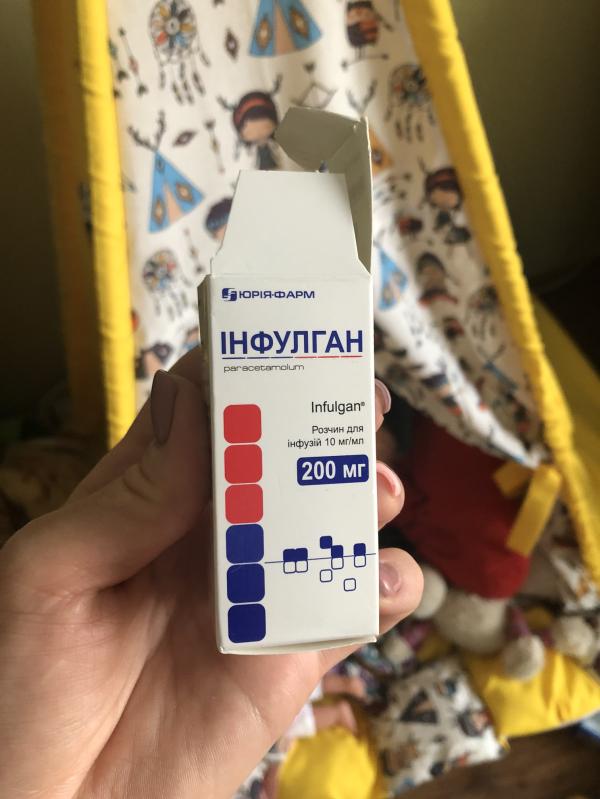 ЮРІЯ·ФАРМ
ІНФУЛГАН
paracetamolum
Infulgan®
Розчин для
інфузій 10 мг/мл
200 мг